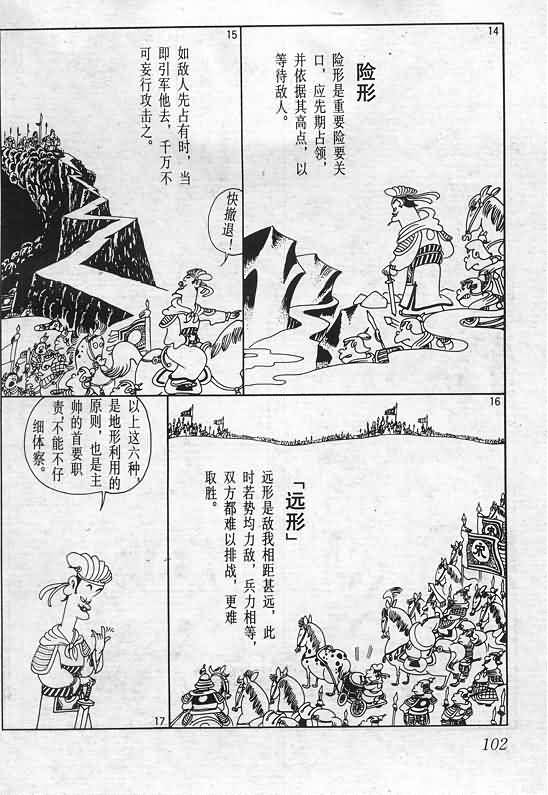 14
险形
险形是重要险要关
口，应先期占领，
并依据其高点，以
等待敌人。
15
如敌人先占有时，当
即引军他去，千万不
可妄行攻击之。
快撤退！
16
「远形」
远形是敌我相距甚远，此
时若势均力敌，兵力相等，
双方都难以排战，更难
取胜。
宋
宋
17
以上这六种，
是地形利用的
原则，也是主
帅的首要职
责，不能不仔
细体察。
102